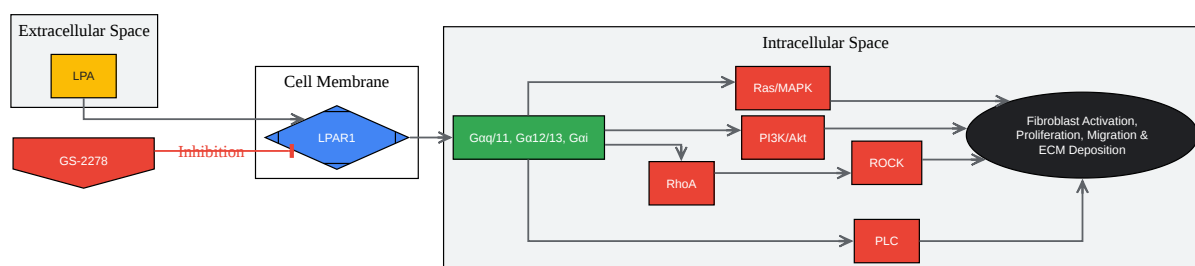 Extracellular Space
LPA
GS-2278
Inhibition
Cell Membrane
LPAR1
Intracellular Space
Gαq/11, Gα12/13, Gαi
Ras/MAPK
PI3K/Akt
RhoA
ROCK
PLC
Fibroblast Activation,
Proliferation, Migration &
ECM Deposition